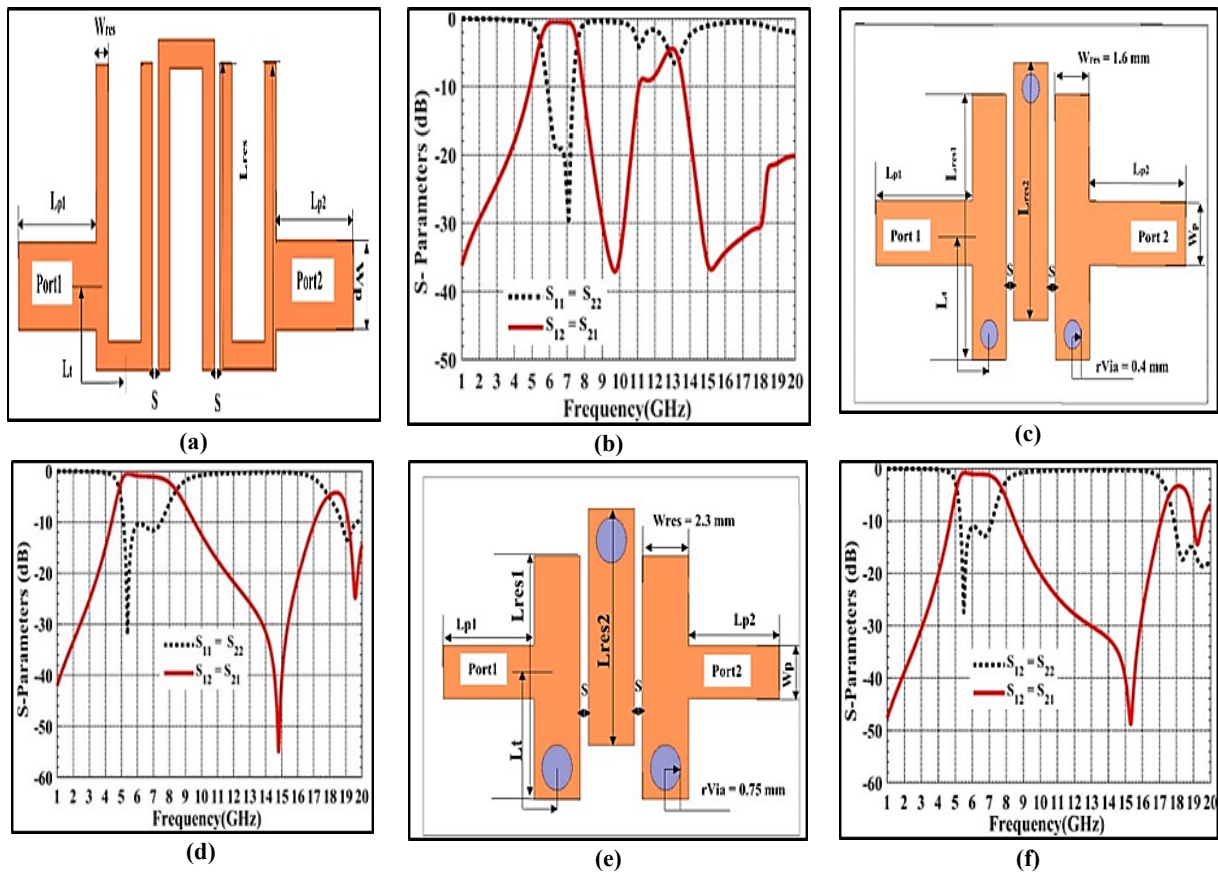 Wres
Lres
Lp1
Lp2
Port1
Port2
Wp
Lt
S
S
(a)
S- Parameters (dB)
0
-10
-20
-30
-40
-50
S11 = S22
S12 = S21
1 2 3 4 5 6 7 8 9 10 11 12 13 14 15 16 17 18 19 20
Frequency(GHz)
(b)
Wres = 1.6 mm
Lres1
Lres2
Lp1
Lp2
Port 1
Port 2
Wp
S
S
Lt
rVia = 0.4 mm
(c)
S-Parameters (dB)
0
-10
-20
-30
-40
-50
-60
S11 = S22
S12 = S21
1 2 3 4 5 6 7 8 9 10 11 12 13 14 15 16 17 18 19 20
Frequency(GHz)
(d)
Wres = 2.3 mm
Lres1
Lres2
Lp1
Lp2
Port1
Port2
Wp
S
S
Lt
rVia = 0.75 mm
(e)
S-Parameters (dB)
0
-10
-20
-30
-40
-50
-60
S12 = S22
S12 = S21
1 2 3 4 5 6 7 8 9 10 11 12 13 14 15 16 17 18 19 20
Frequency(GHz)
(f)